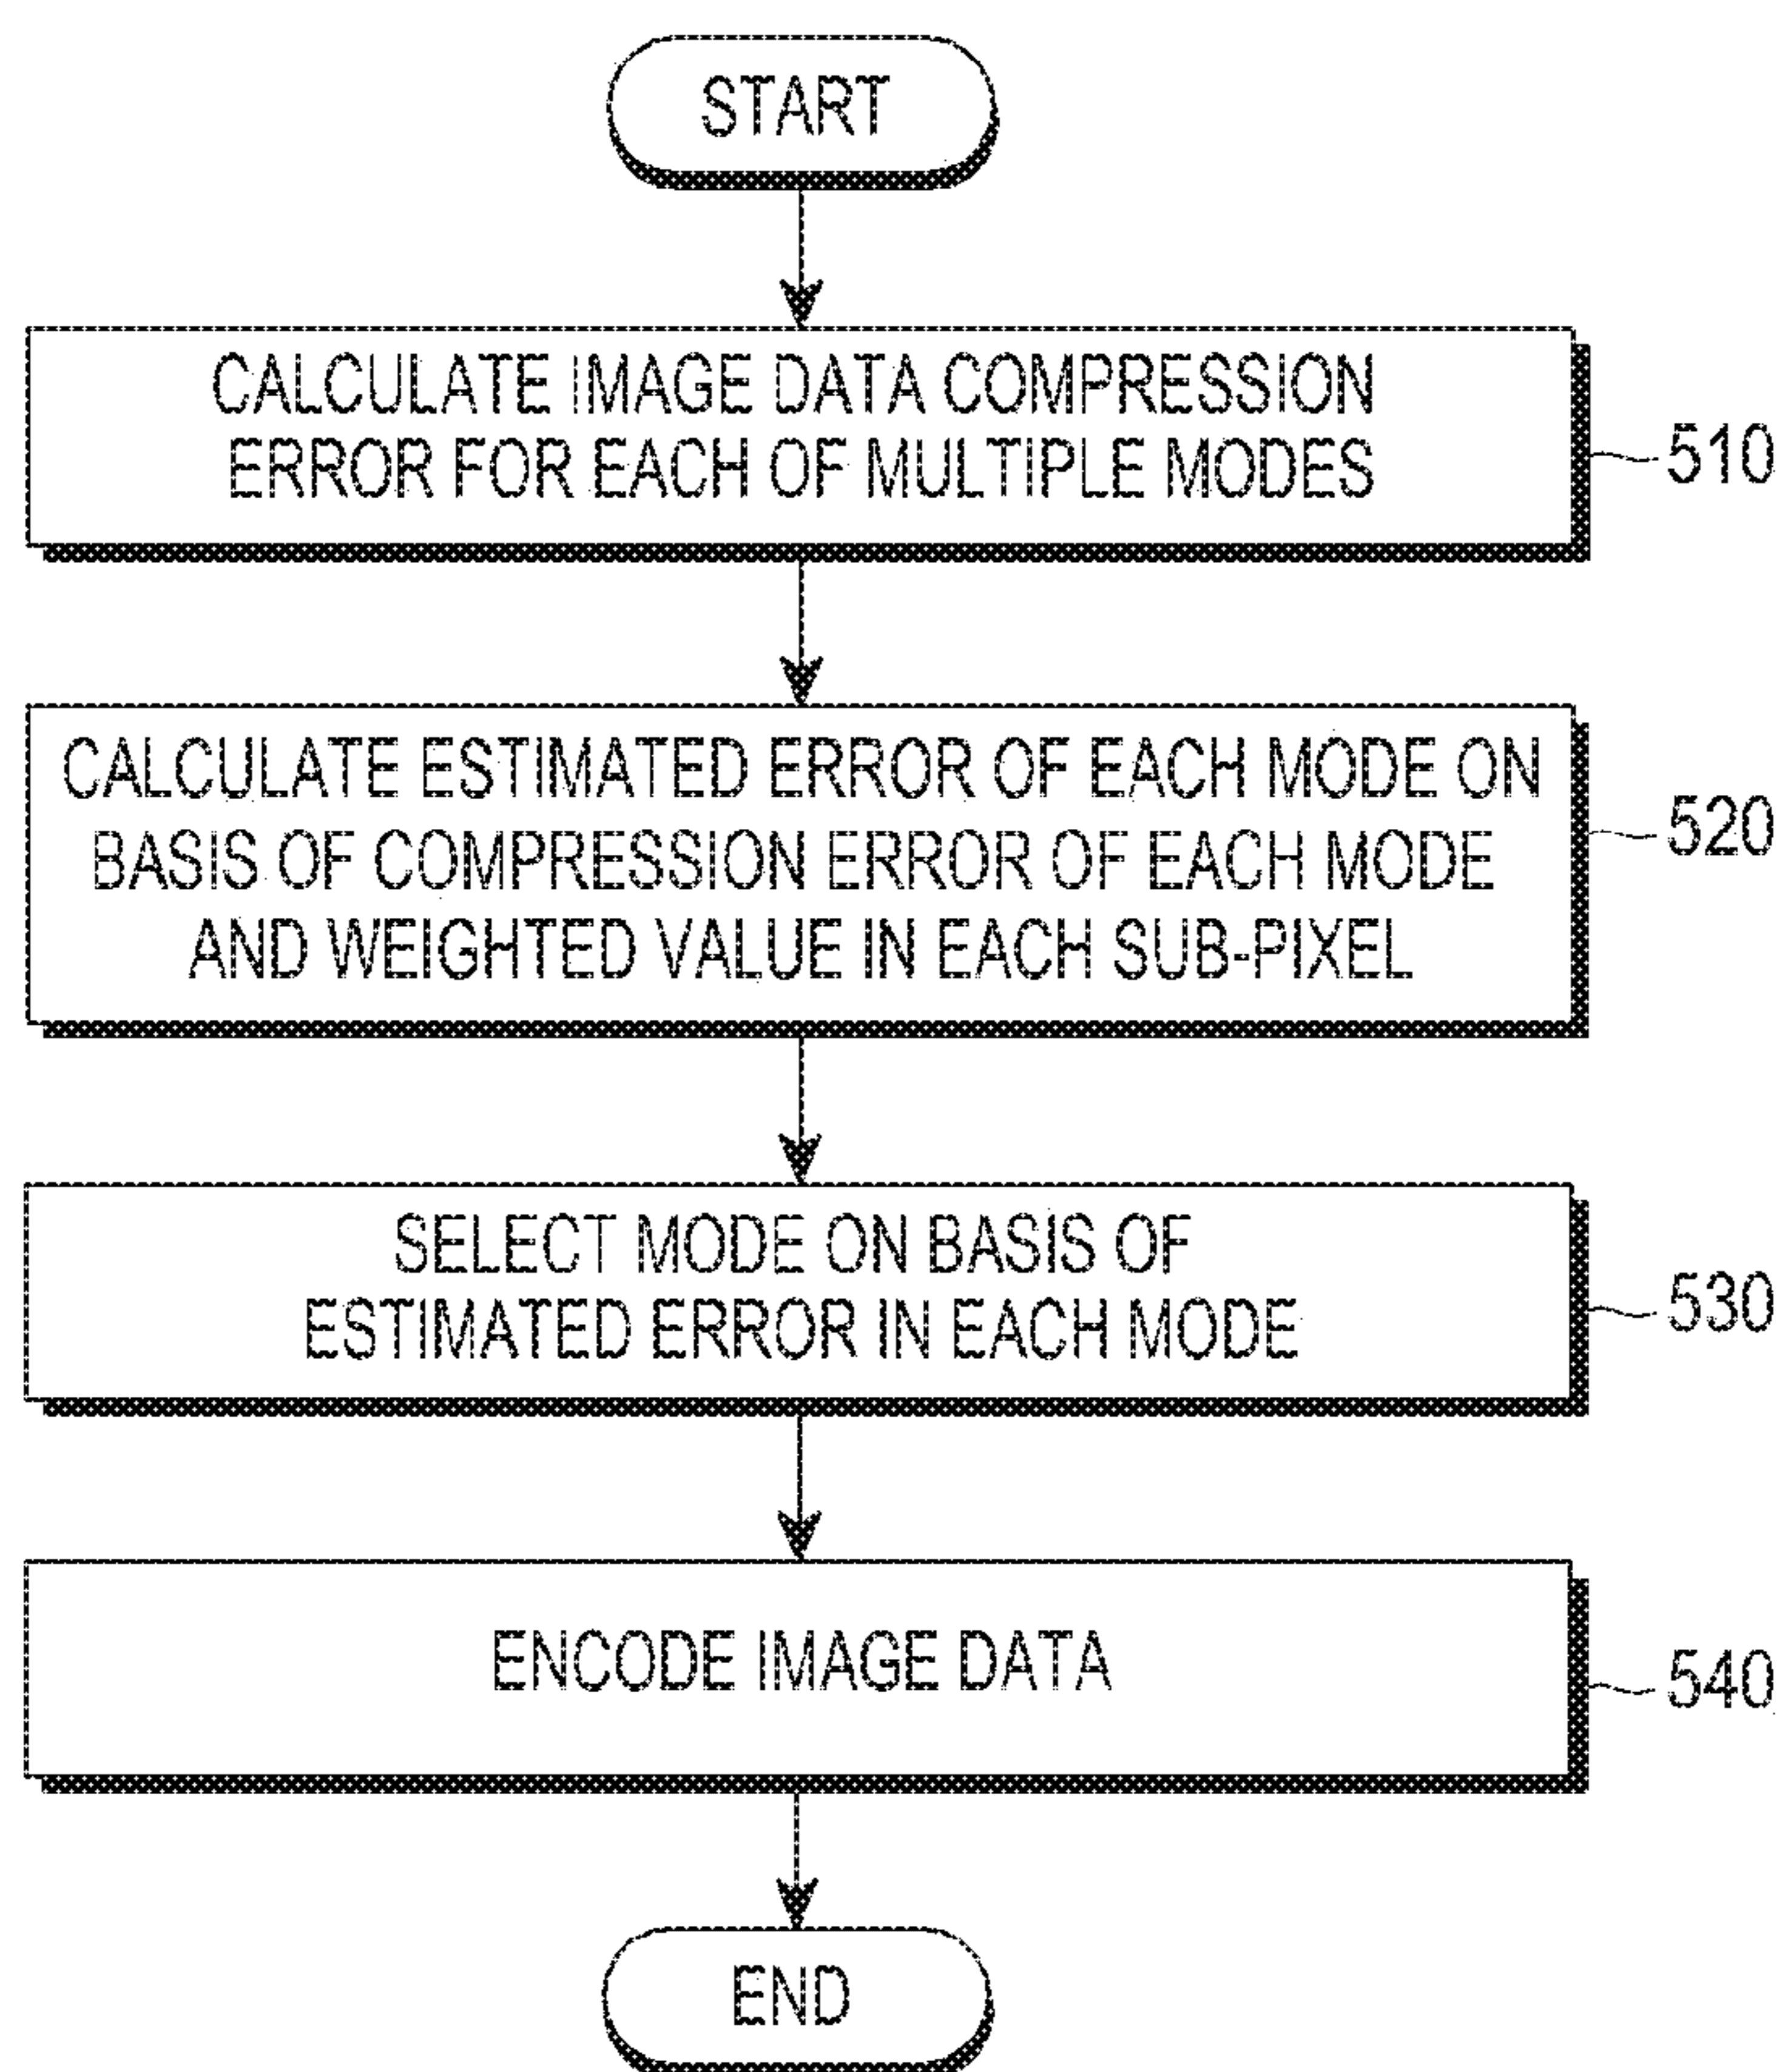 START
CALCULATE IMAGE DATA COMPRESSION
ERROR FOR EACH OF MULTIPLE MODES
510
CALCULATE ESTIMATED ERROR OF EACH MODE ON
BASIS OF COMPRESSION ERROR OF EACH MODE
AND WEIGHTED VALUE IN EACH SUB-PIXEL
520
SELECT MODE ON BASIS OF
ESTIMATED ERROR IN EACH MODE
530
ENCODE IMAGE DATA
540
END